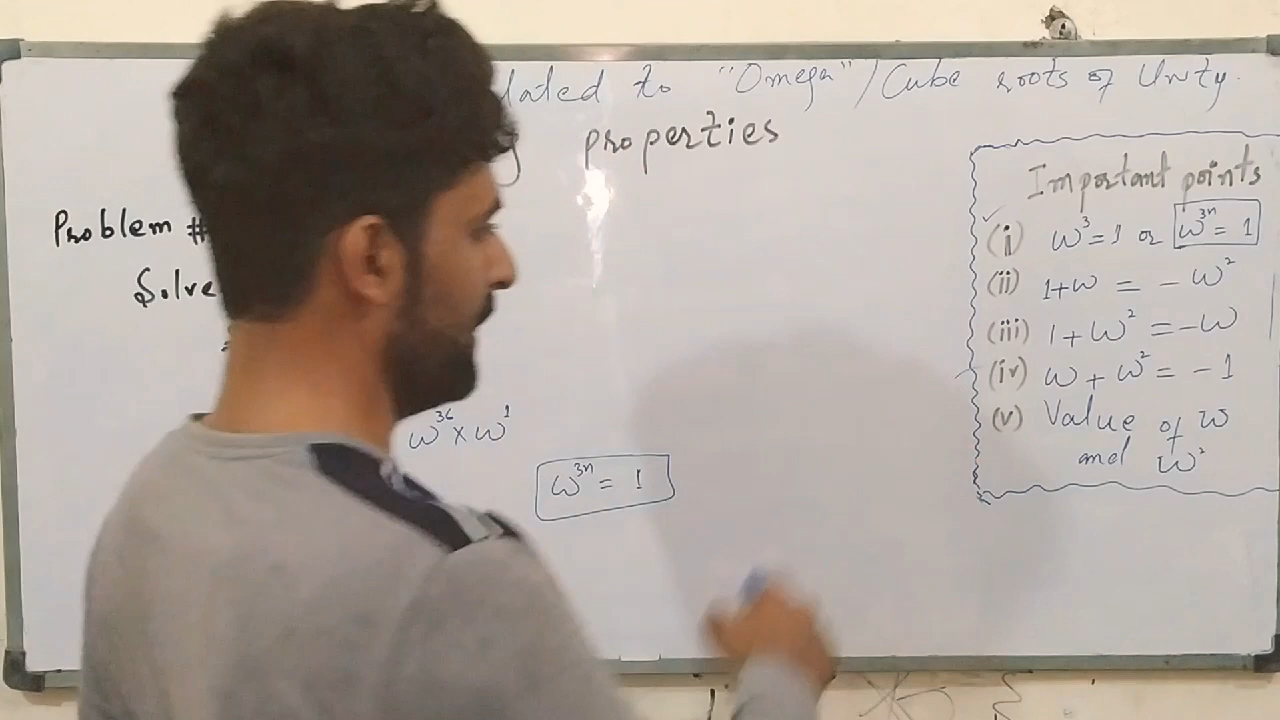 to "Omega" / Cube roots of Unity.
properties
Problem #
Solve
ω³⁶ × ω¹
ω³ⁿ = 1
Important points
(i) ω³ = 1 or ω³ⁿ = 1
(ii) 1+ω = - ω²
(iii) 1+ω² = -ω
(iv) ω + ω² = - 1
(v) Value of ω
and ω²